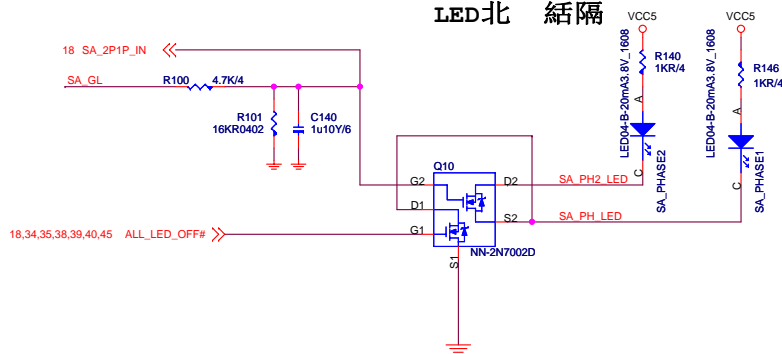 LED北 結隔
VCC5
VCC5
18 SA_2P1P_IN
SA_GL
R100
4.7K/4
R101
16KR0402
C140
1u10Y/6
LED04-B-20mA3.8V_1608
R140
1KR/4
LED04-B-20mA3.8V_1608
R146
1KR/4
A
A
C
C
SA_PHASE2
SA_PHASE1
Q10
G2
D2
SA_PH2_LED
D1
S2
SA_PH_LED
18,34,35,38,39,40,45 ALL_LED_OFF#
G1
S1
NN-2N7002D